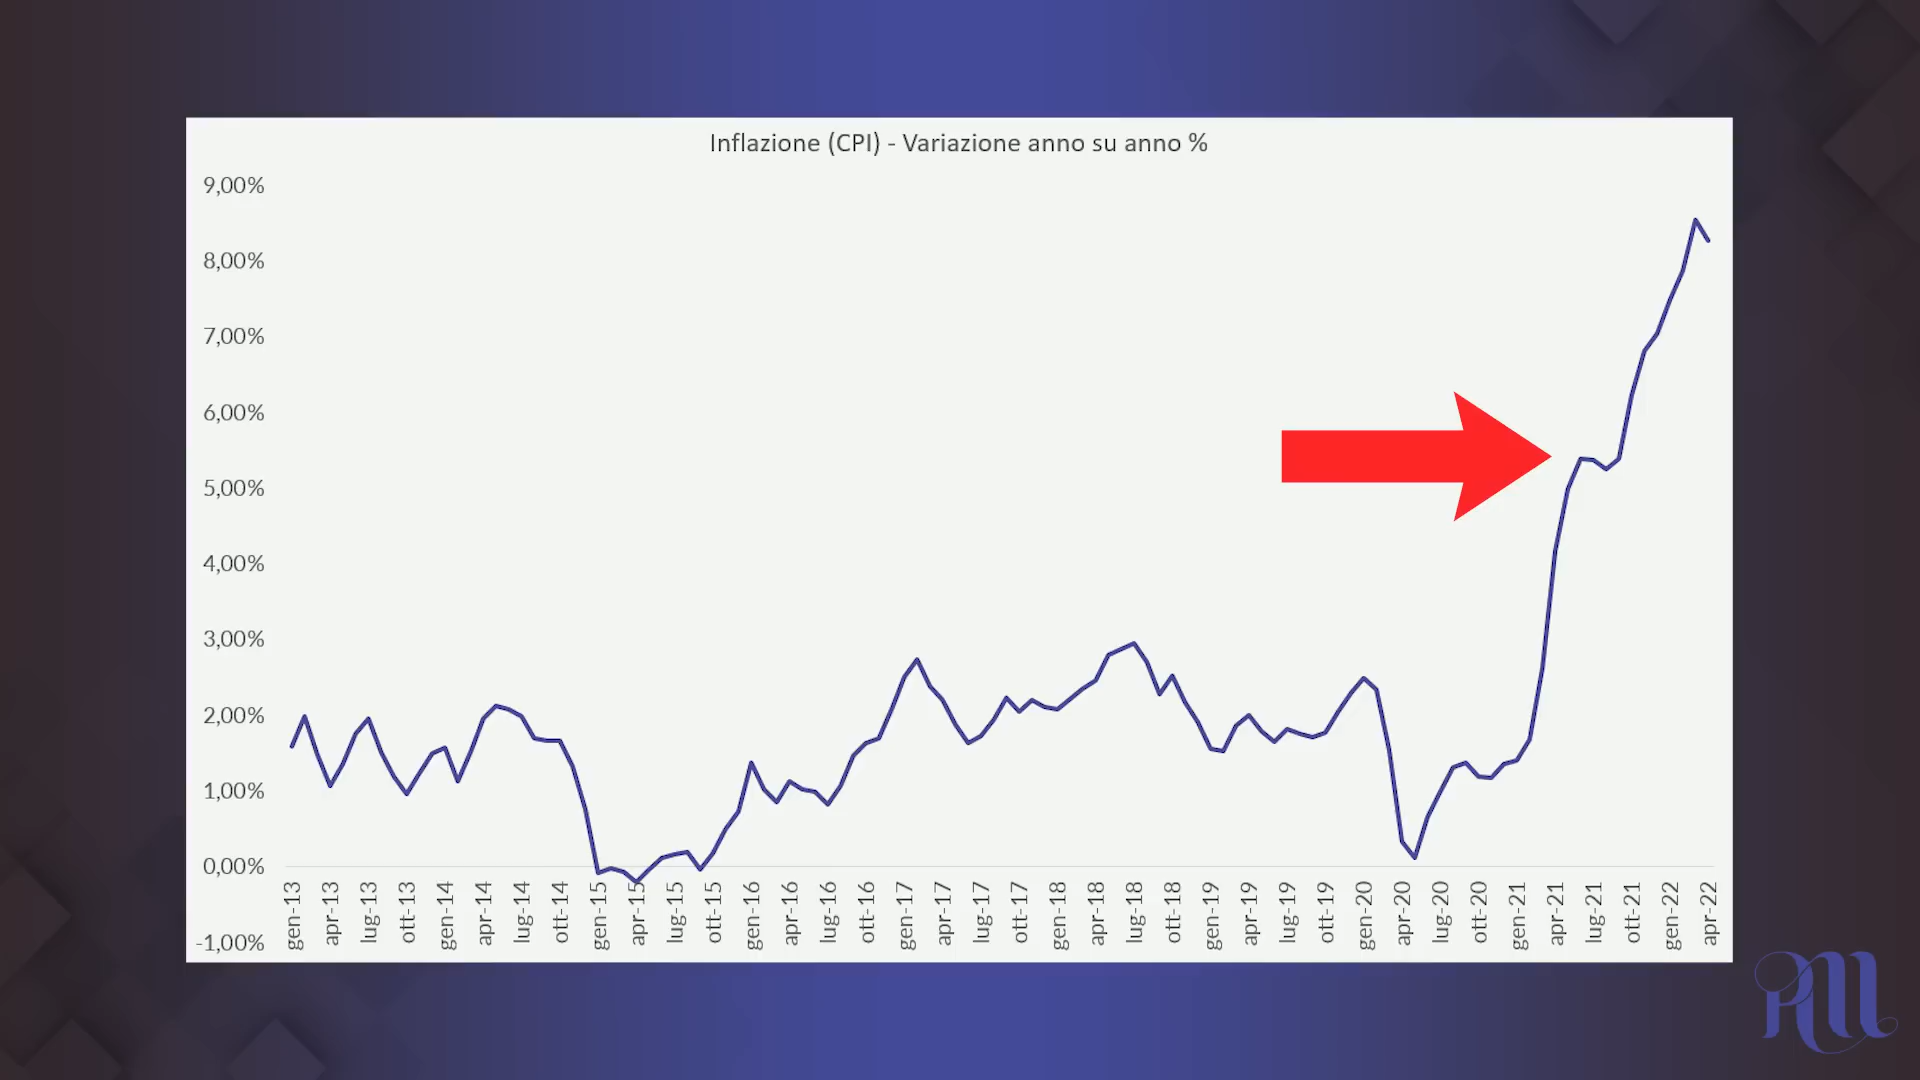 Inflazione (CPI) - Variazione anno su anno %
9,00%
8,00%
7,00%
6,00%
5,00%
4,00%
3,00%
2,00%
1,00%
0,00%
-1,00%
gen-13
apr-13
lug-13
ott-13
gen-14
apr-14
lug-14
ott-14
gen-15
apr-15
lug-15
ott-15
gen-16
apr-16
lug-16
ott-16
gen-17
apr-17
lug-17
ott-17
gen-18
apr-18
lug-18
ott-18
gen-19
apr-19
lug-19
ott-19
gen-20
apr-20
lug-20
ott-20
gen-21
apr-21
lug-21
ott-21
gen-22
apr-22